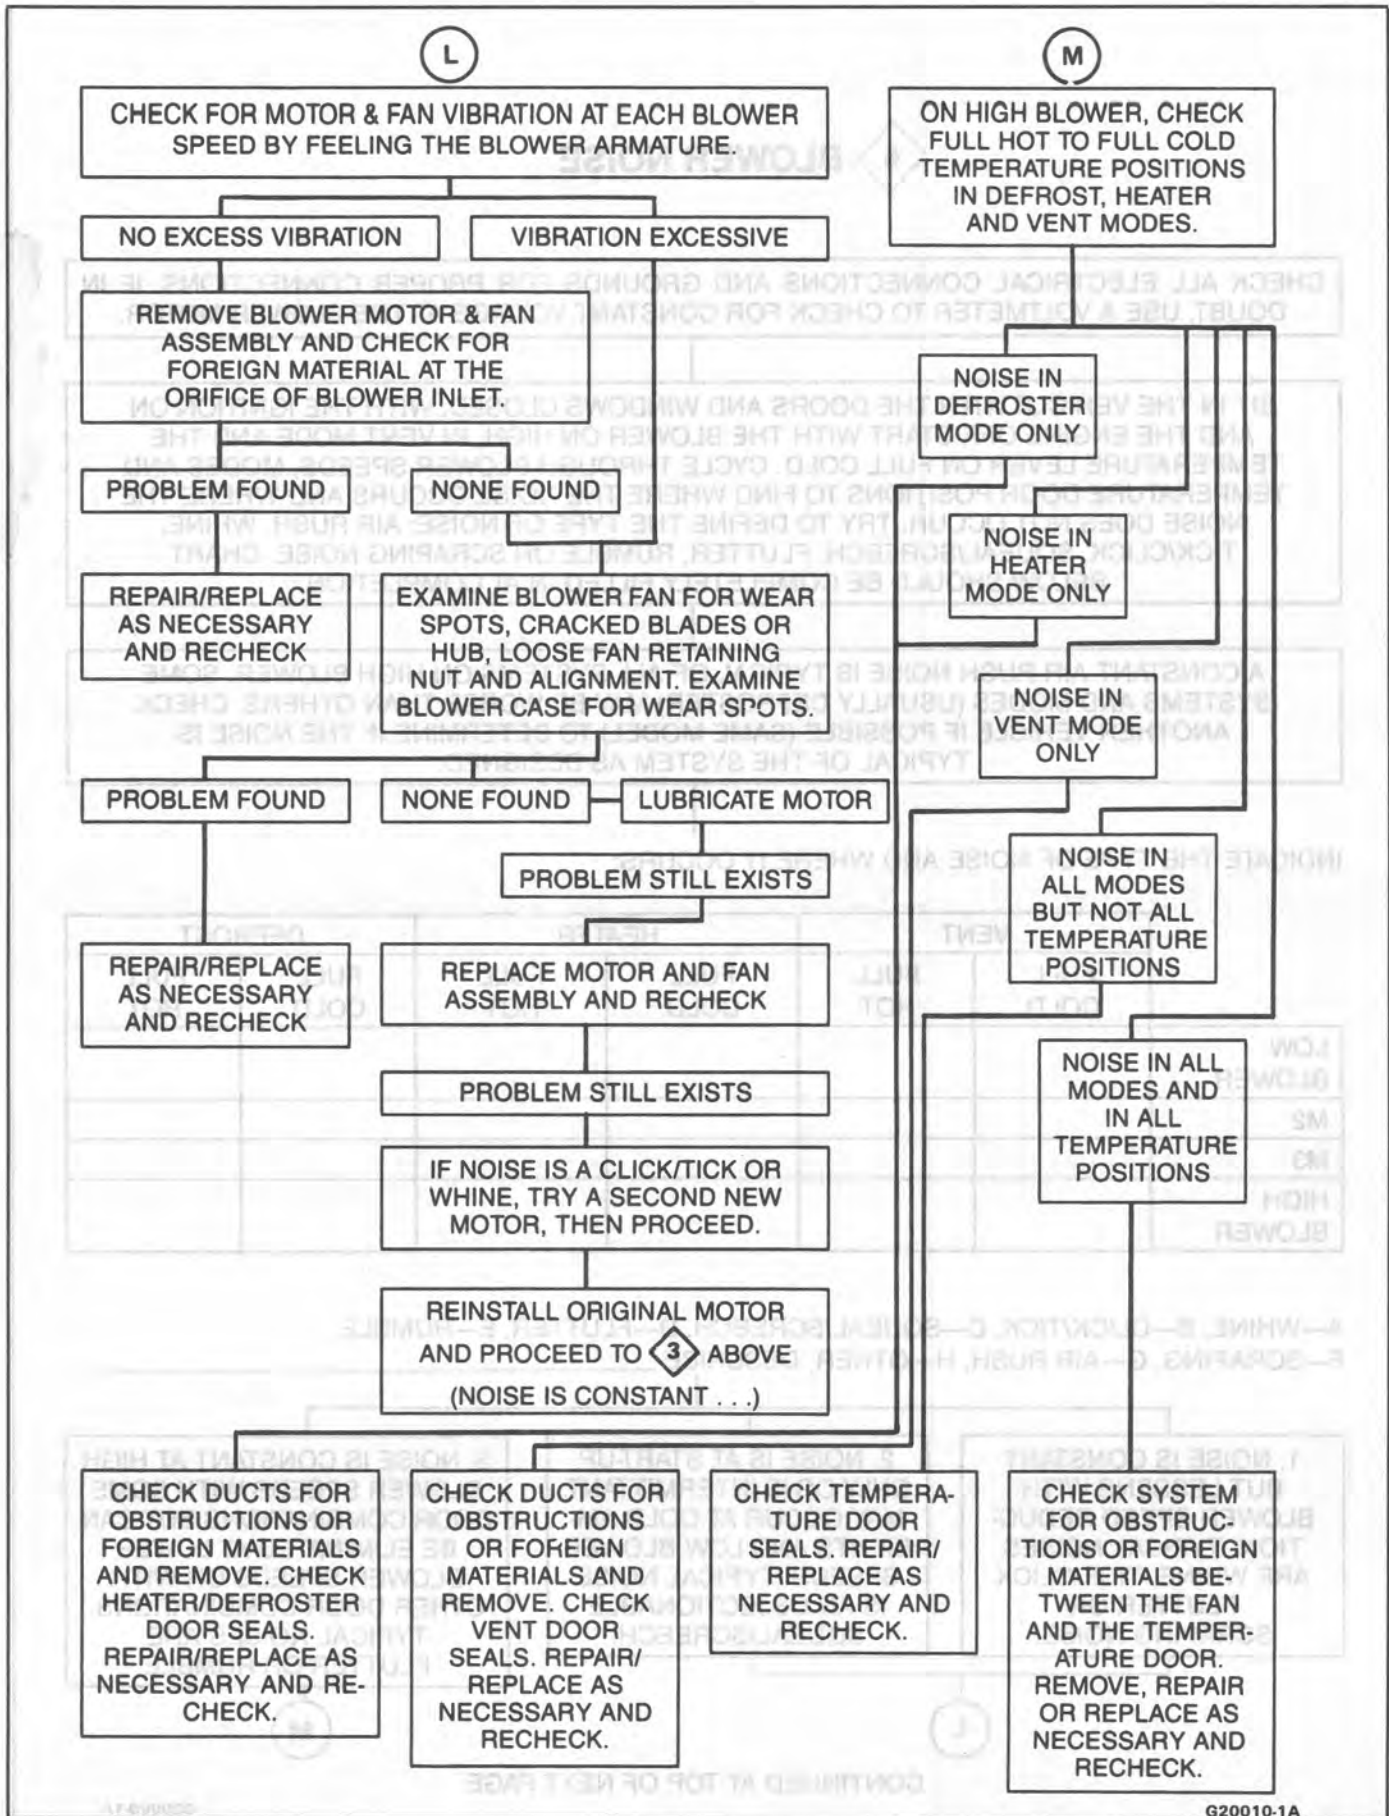 L
CHECK FOR MOTOR & FAN VIBRATION AT EACH BLOWER
SPEED BY FEELING THE BLOWER ARMATURE.
NO EXCESS VIBRATION
VIBRATION EXCESSIVE
REMOVE BLOWER MOTOR & FAN
ASSEMBLY AND CHECK FOR
FOREIGN MATERIAL AT THE
ORIFICE OF BLOWER INLET.
PROBLEM FOUND
NONE FOUND
REPAIR/REPLACE
AS NECESSARY
AND RECHECK
EXAMINE BLOWER FAN FOR WEAR
SPOTS, CRACKED BLADES OR
HUB, LOOSE FAN RETAINING
NUT AND ALIGNMENT. EXAMINE
BLOWER CASE FOR WEAR SPOTS.
PROBLEM FOUND
NONE FOUND
LUBRICATE MOTOR
PROBLEM STILL EXISTS
REPAIR/REPLACE
AS NECESSARY
AND RECHECK
REPLACE MOTOR AND FAN
ASSEMBLY AND RECHECK
PROBLEM STILL EXISTS
IF NOISE IS A CLICK/TICK OR
WHINE, TRY A SECOND NEW
MOTOR, THEN PROCEED.
REINSTALL ORIGINAL MOTOR
AND PROCEED TO 3 ABOVE
(NOISE IS CONSTANT . . .)
M
ON HIGH BLOWER, CHECK
FULL HOT TO FULL COLD
TEMPERATURE POSITIONS
IN DEFROST, HEATER
AND VENT MODES.
NOISE IN
DEFROSTER
MODE ONLY
NOISE IN
HEATER
MODE ONLY
NOISE IN
VENT MODE
ONLY
NOISE IN
ALL MODES
BUT NOT ALL
TEMPERATURE
POSITIONS
NOISE IN ALL
MODES AND
IN ALL
TEMPERATURE
POSITIONS
CHECK DUCTS FOR
OBSTRUCTIONS OR
FOREIGN MATERIALS
AND REMOVE. CHECK
HEATER/DEFROSTER
DOOR SEALS.
REPAIR/REPLACE AS
NECESSARY AND RE-
CHECK.
CHECK DUCTS FOR
OBSTRUCTIONS
OR FOREIGN
MATERIALS AND
REMOVE. CHECK
VENT DOOR
SEALS. REPAIR/
REPLACE AS
NECESSARY AND
RECHECK.
CHECK TEMPERA-
TURE DOOR
SEALS. REPAIR/
REPLACE AS
NECESSARY AND
RECHECK.
CHECK SYSTEM
FOR OBSTRUC-
TIONS OR FOREIGN
MATERIALS BE-
TWEEN THE FAN
AND THE TEMPER-
ATURE DOOR.
REMOVE, REPAIR
OR REPLACE AS
NECESSARY AND
RECHECK.
G20010-1A